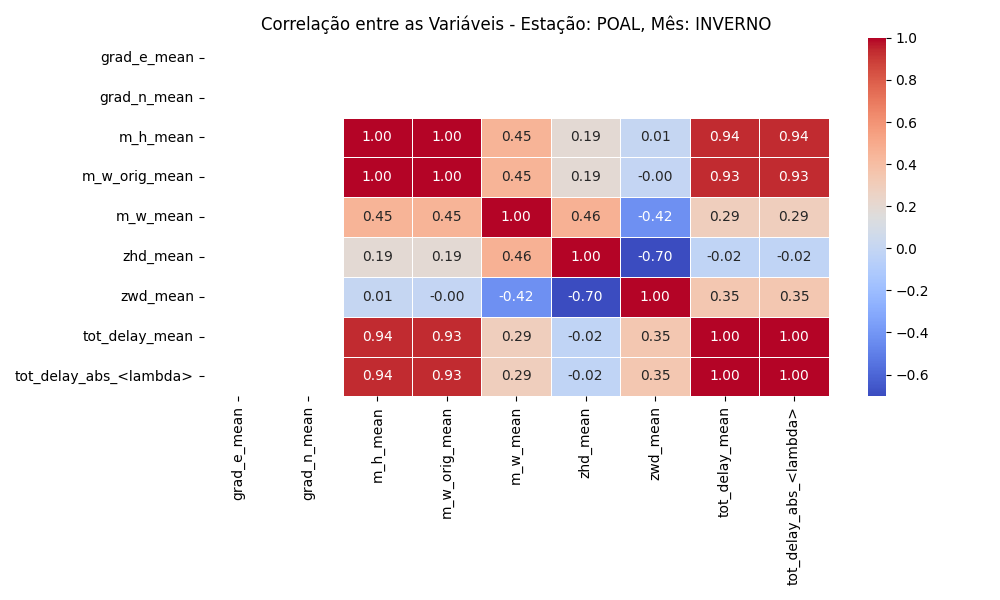 Correlação entre as Variáveis - Estação: POAL, Mês: INVERNO
grad_e_mean
grad_n_mean
m_h_mean 1.00 1.00 0.45 0.19 0.01 0.94 0.94
m_w_orig_mean 1.00 1.00 0.45 0.19 -0.00 0.93 0.93
m_w_mean 0.45 0.45 1.00 0.46 -0.42 0.29 0.29
zhd_mean 0.19 0.19 0.46 1.00 -0.70 -0.02 -0.02
zwd_mean 0.01 -0.00 -0.42 -0.70 1.00 0.35 0.35
tot_delay_mean 0.94 0.93 0.29 -0.02 0.35 1.00 1.00
tot_delay_abs_<lambda> 0.94 0.93 0.29 -0.02 0.35 1.00 1.00
grad_e_mean
grad_n_mean
m_h_mean
m_w_orig_mean
m_w_mean
zhd_mean
zwd_mean
tot_delay_mean
tot_delay_abs_<lambda>
1.0
0.8
0.6
0.4
0.2
0.0
−0.2
−0.4
−0.6